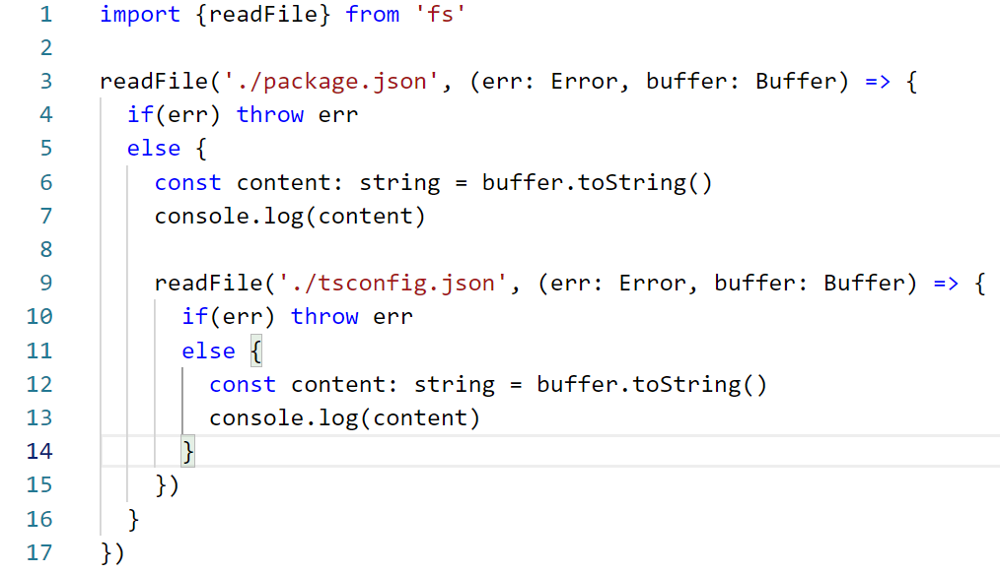 1 import {readFile} from 'fs'
2
3 readFile('./package.json', (err: Error, buffer: Buffer) => {
4   if(err) throw err
5   else {
6     const content: string = buffer.toString()
7     console.log(content)
8
9     readFile('./tsconfig.json', (err: Error, buffer: Buffer) => {
10       if(err) throw err
11       else {
12         const content: string = buffer.toString()
13         console.log(content)
14       }
15     })
16   }
17 })